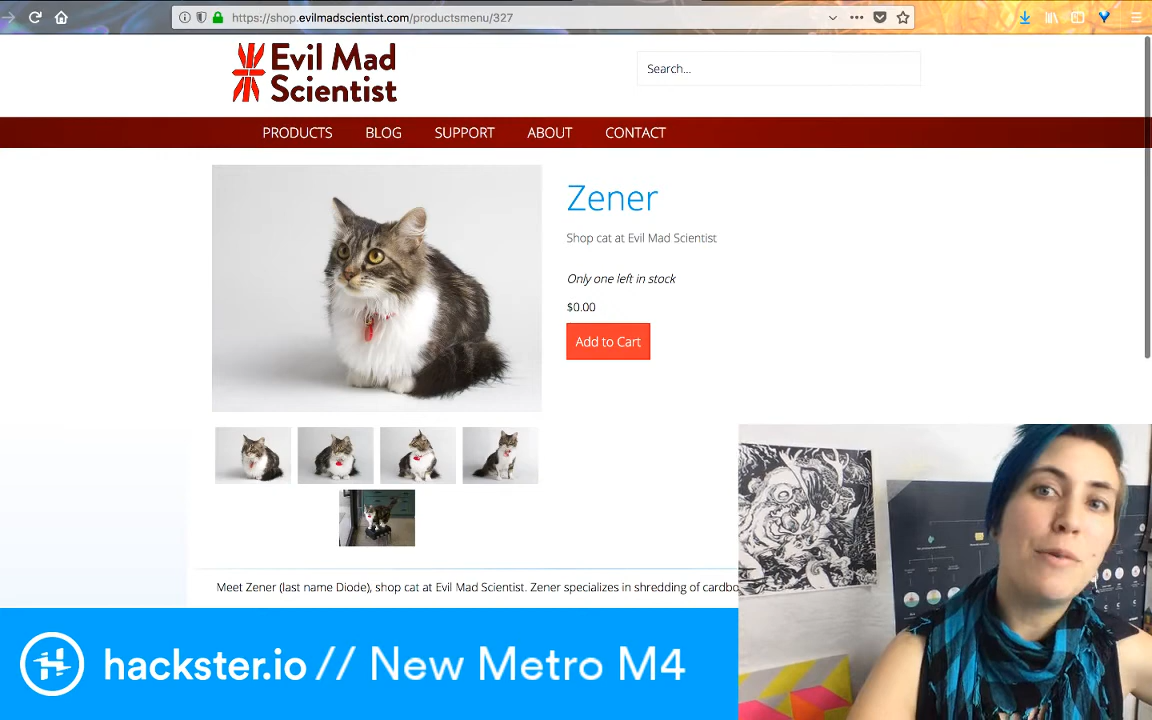 https://shop.evilmadscientist.com/productsmenu/327
Evil Mad
Scientist
Search...
PRODUCTS BLOG SUPPORT ABOUT CONTACT
Zener
Shop cat at Evil Mad Scientist
Only one left in stock
$0.00
Add to Cart
Meet Zener (last name Diode), shop cat at Evil Mad Scientist. Zener specializes in shredding of cardbo
hackster.io // New Metro M4